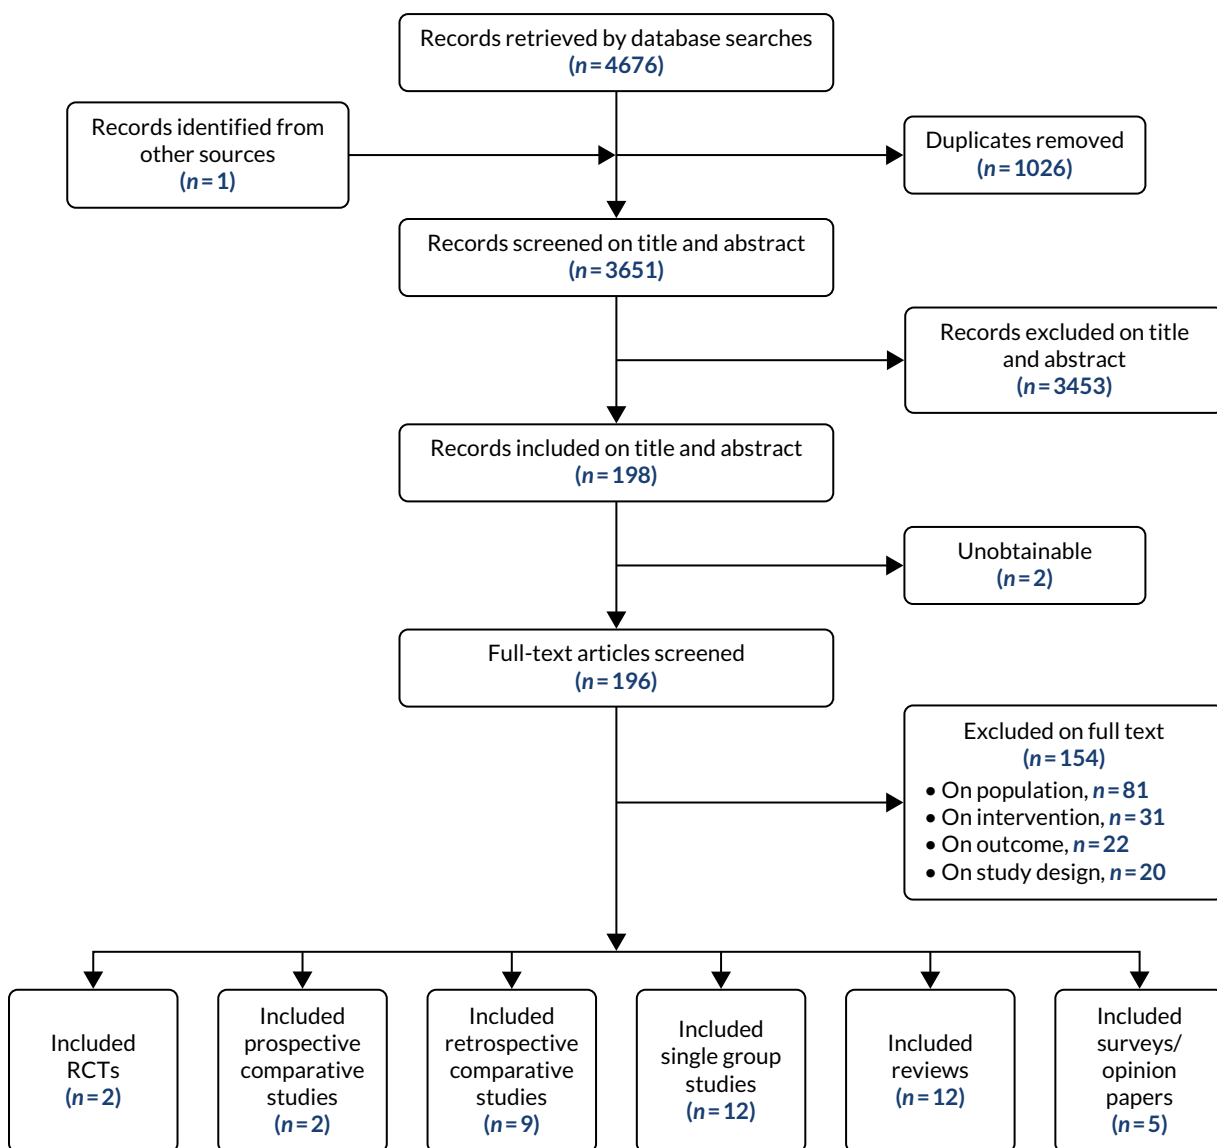 Records retrieved by database searches
(n=4676)
Records identified from
other sources
(n=1)
Duplicates removed
(n=1026)
Records screened on title and abstract
(n=3651)
Records excluded on title
and abstract
(n=3453)
Records included on title and abstract
(n=198)
Unobtainable
(n=2)
Full-text articles screened
(n=196)
Excluded on full text
(n=154)
• On population, n=81
• On intervention, n=31
• On outcome, n=22
• On study design, n=20
Included
RCTs
(n=2)
Included
prospective
comparative
studies
(n=2)
Included
retrospective
comparative
studies
(n=9)
Included
single group
studies
(n=12)
Included
reviews
(n=12)
Included
surveys/
opinion
papers
(n=5)